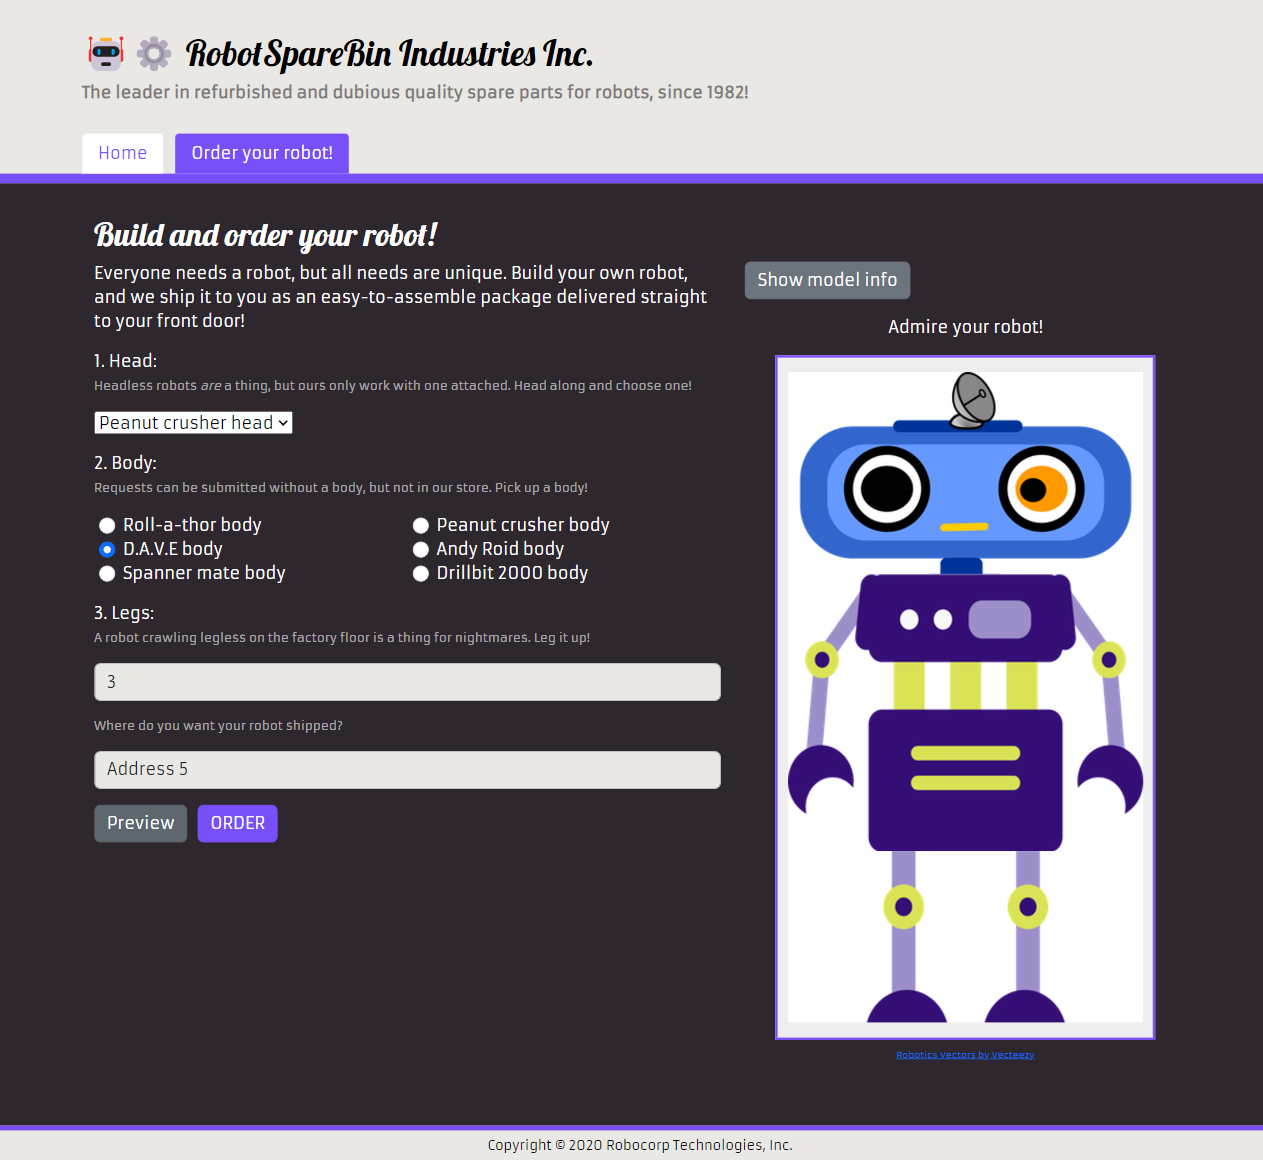 RobotSpareBin Industries Inc.
The leader in refurbished and dubious quality spare parts for robots, since 1982!
Home
Order your robot!
Build and order your robot!
Everyone needs a robot, but all needs are unique. Build your own robot,
and we ship it to you as an easy-to-assemble package delivered straight
to your front door!
1. Head:
Headless robots are a thing, but ours only work with one attached. Head along and choose one!
Peanut crusher head
2. Body:
Requests can be submitted without a body, but not in our store. Pick up a body!
Roll-a-thor body
Peanut crusher body
D.A.V.E body
Andy Roid body
Spanner mate body
Drillbit 2000 body
3. Legs:
A robot crawling legless on the factory floor is a thing for nightmares. Leg it up!
3
Where do you want your robot shipped?
Address 5
Preview
ORDER
Show model info
Admire your robot!
Robotics Vectors by Vecteezy
Copyright © 2020 Robocorp Technologies, Inc.